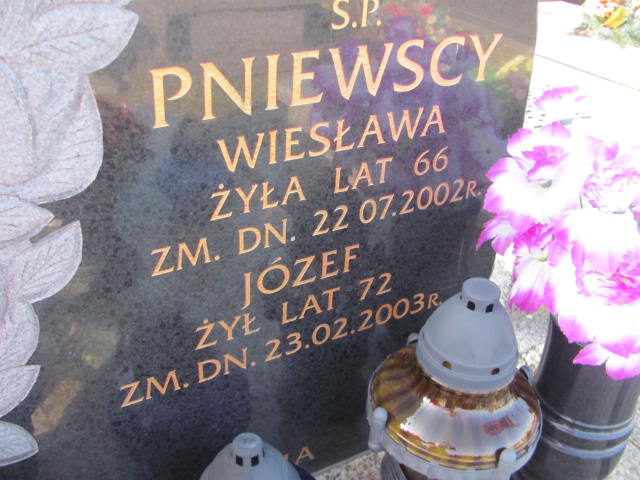 Ś.P.
PNIEWSCY
WIESŁAWA
ŻYŁA LAT 66
ZM. DN. 22 07.2002R.
JÓZEF
ŻYŁ LAT 72
ZM. DN. 23.02.2003R.